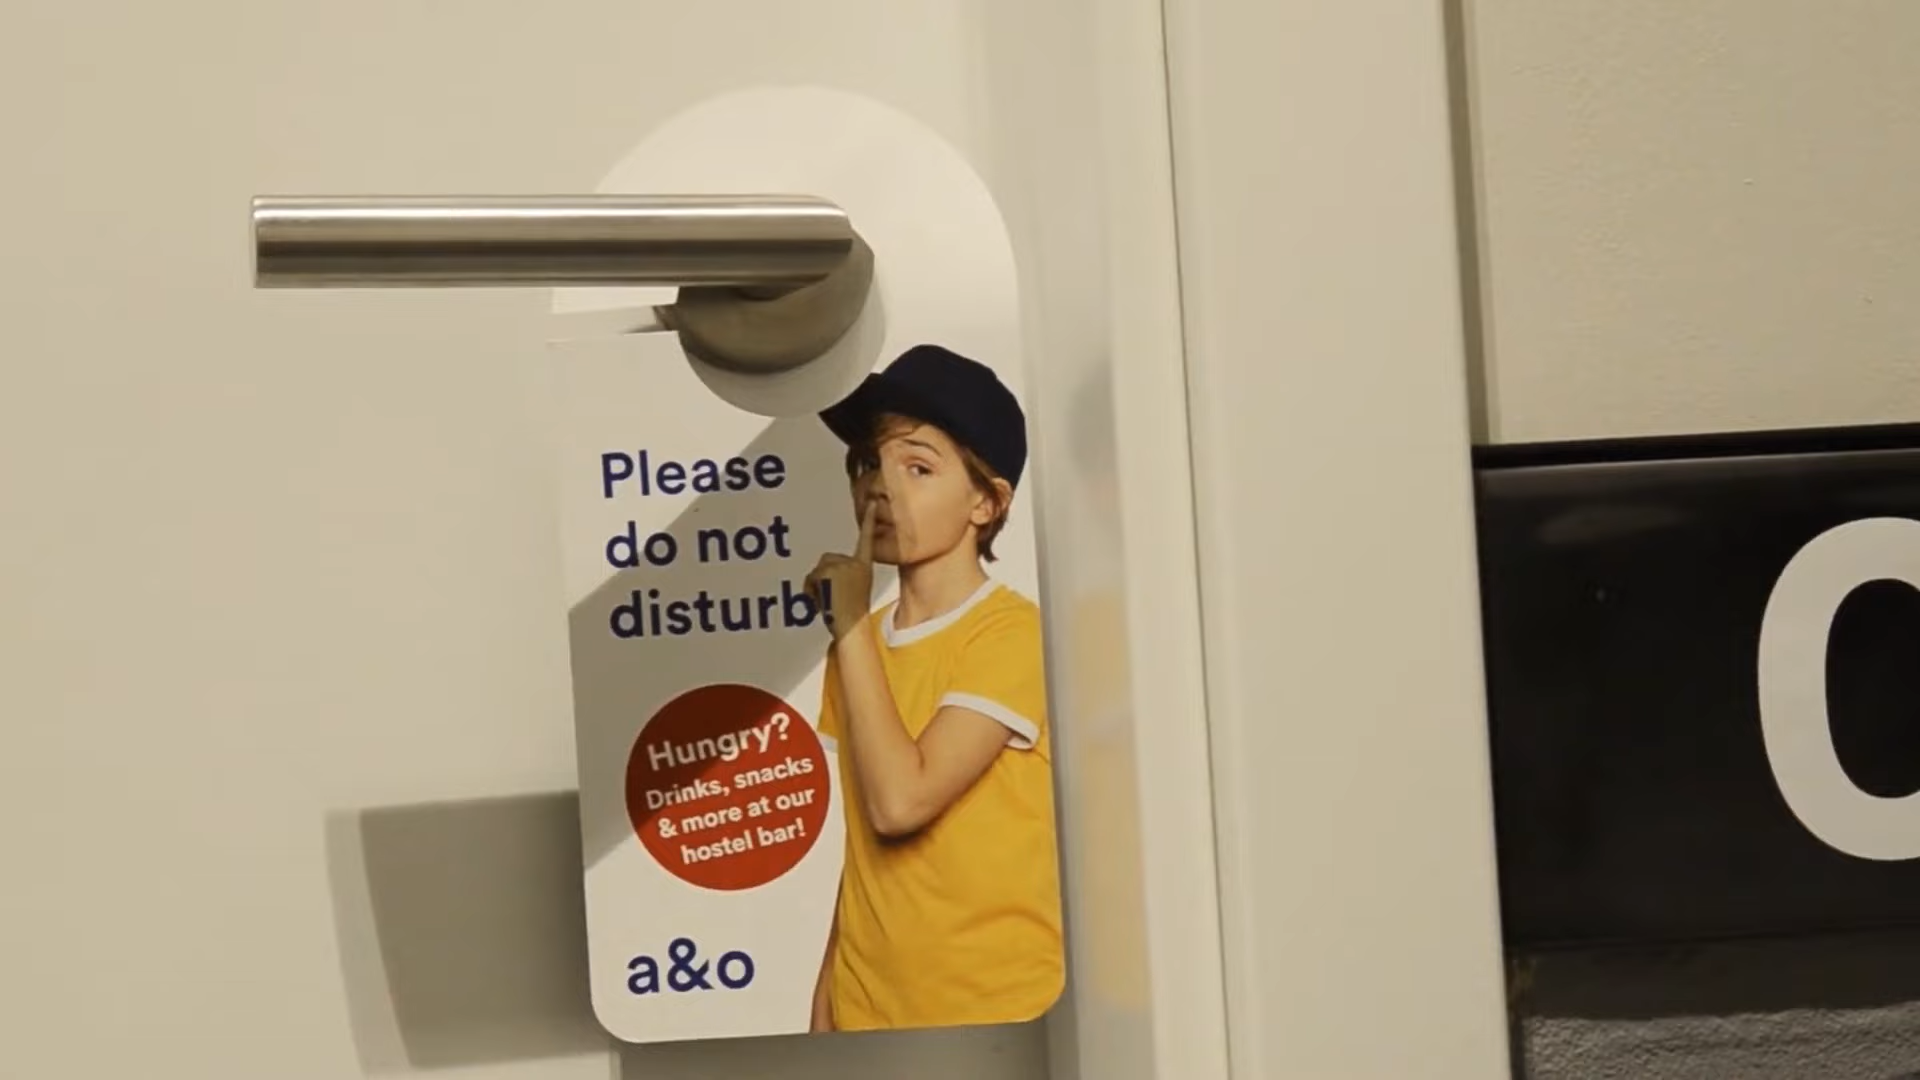 Please
do not
disturb!
Hungry?
Drinks, snacks
& more at our
hostel bar!
a&o